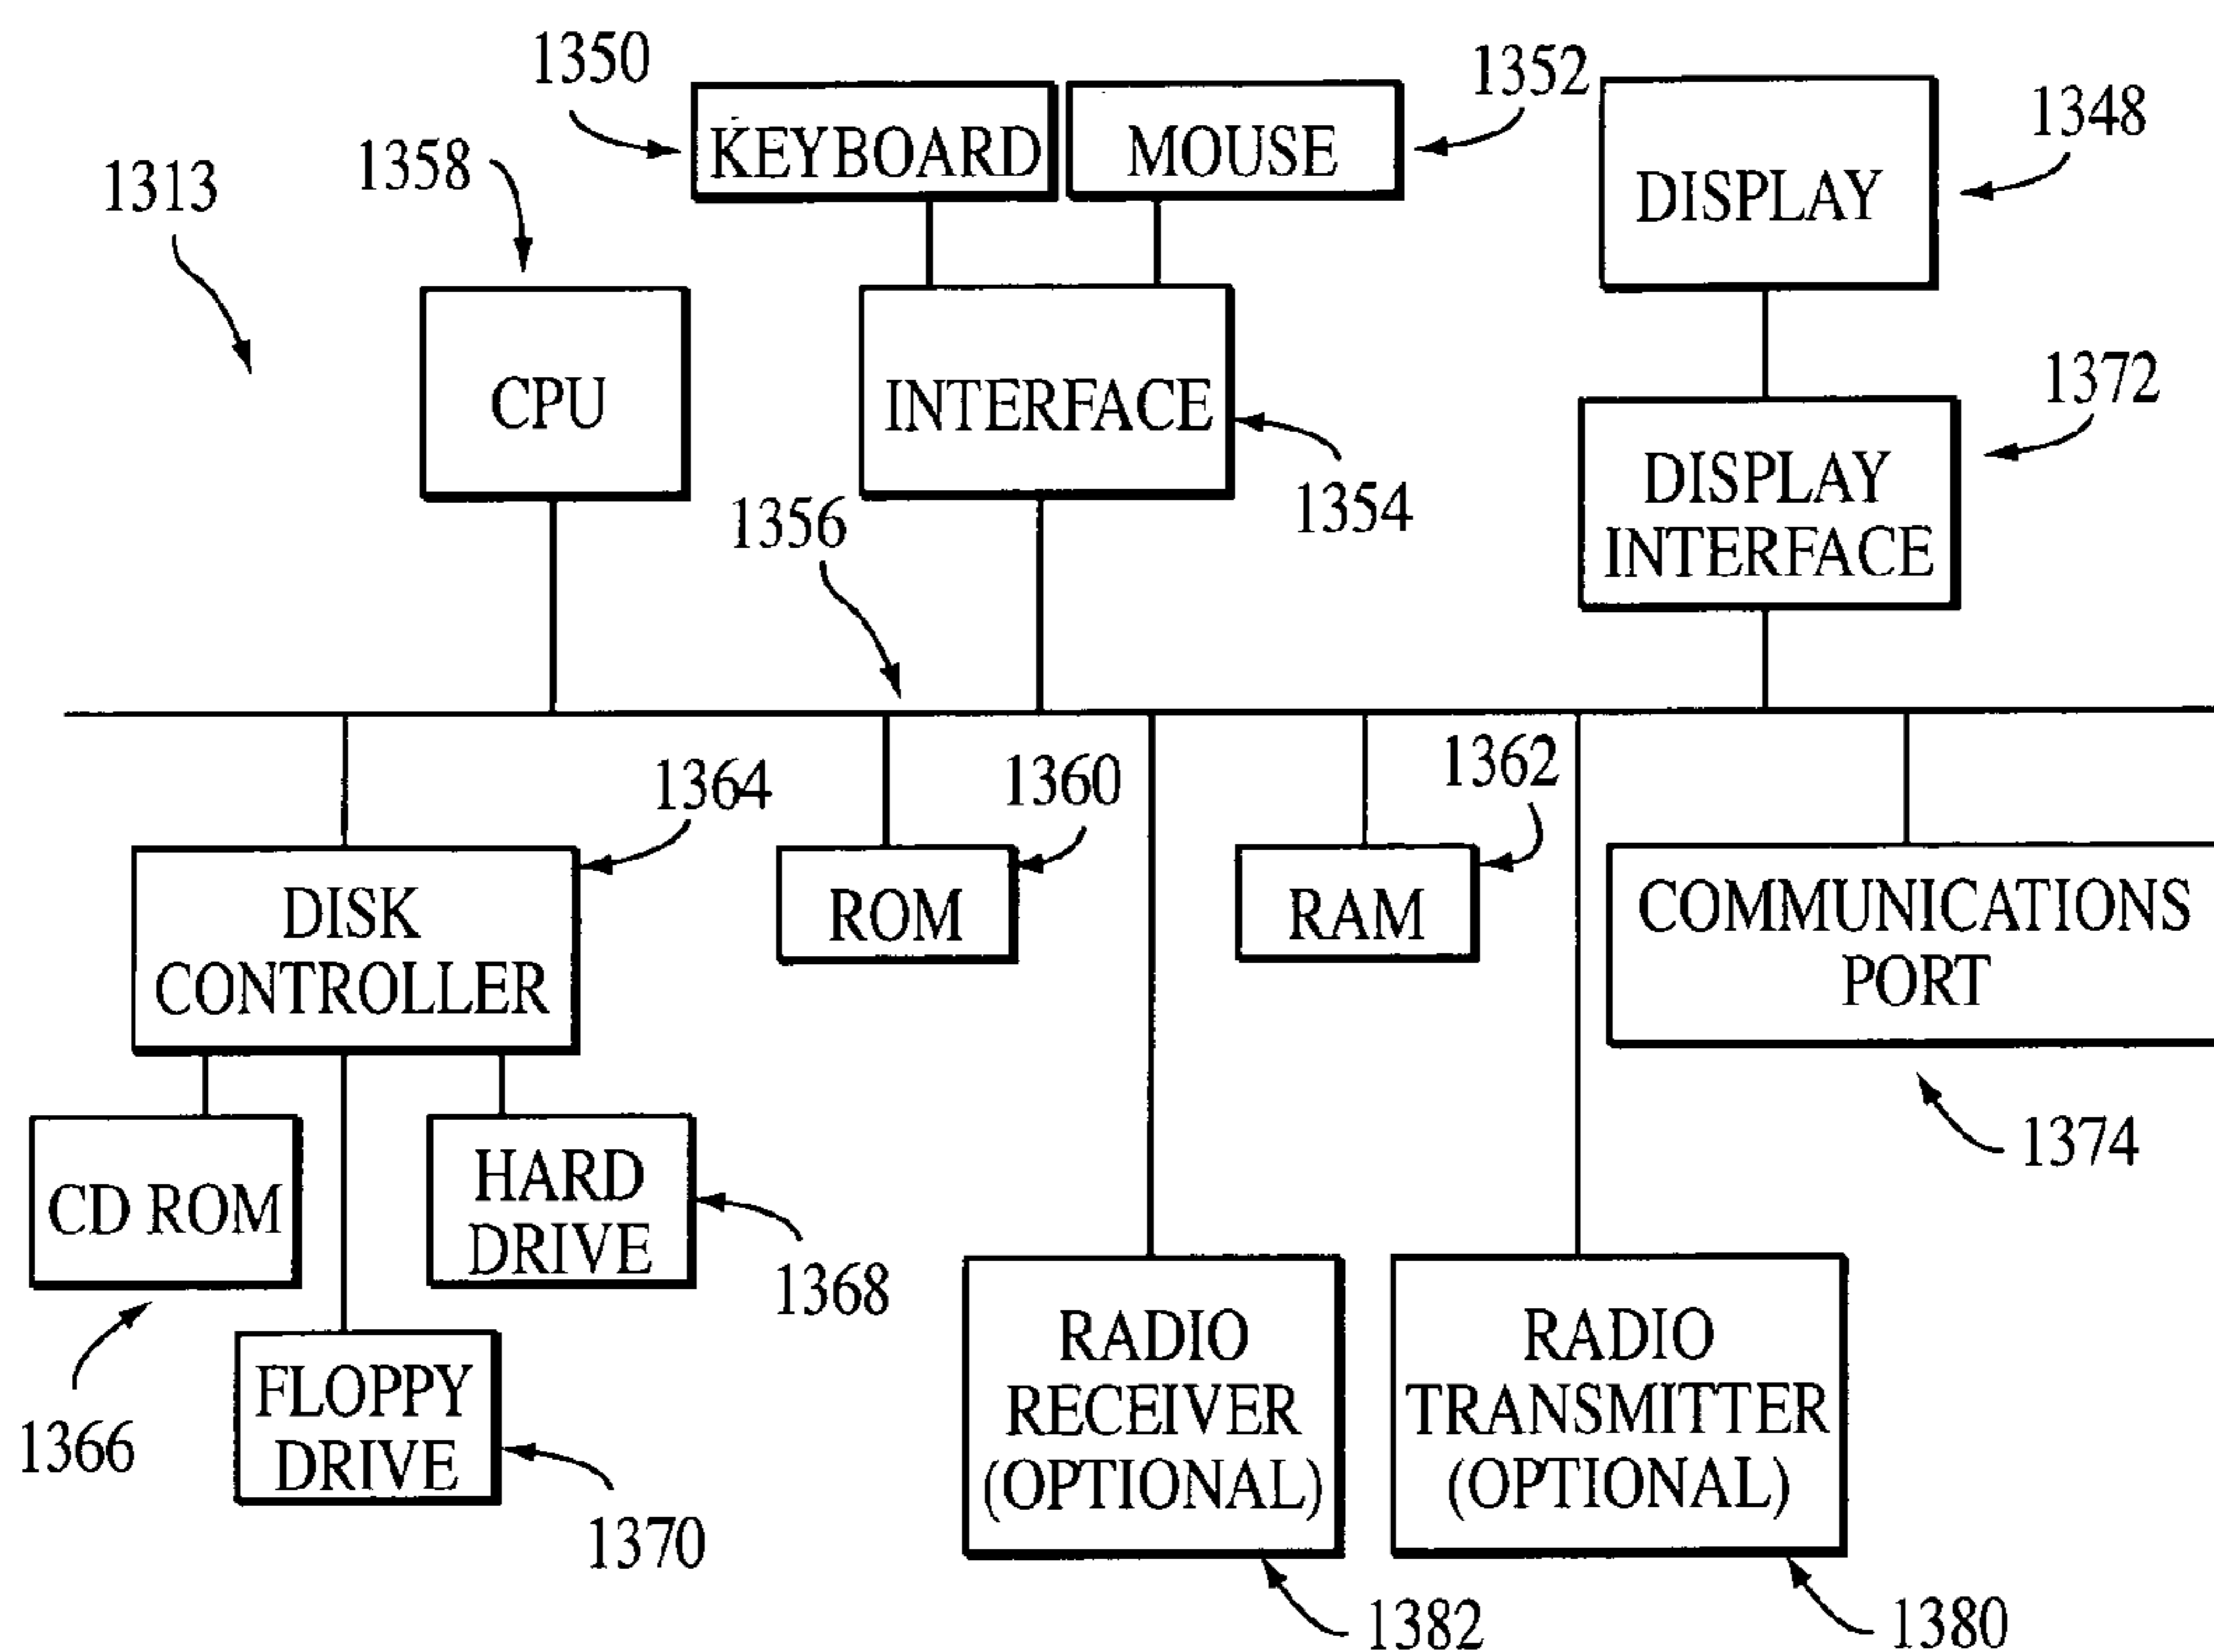 1350
KEYBOARD
MOUSE
1352
1348
1358
1313
DISPLAY
CPU
INTERFACE
1372
DISPLAY
INTERFACE
1354
1356
1364
1360
1362
DISK
CONTROLLER
ROM
RAM
COMMUNICATIONS
PORT
1374
CD ROM
HARD
DRIVE
1368
1366
FLOPPY
DRIVE
1370
RADIO
RECEIVER
(OPTIONAL)
1382
RADIO
TRANSMITTER
(OPTIONAL)
1380